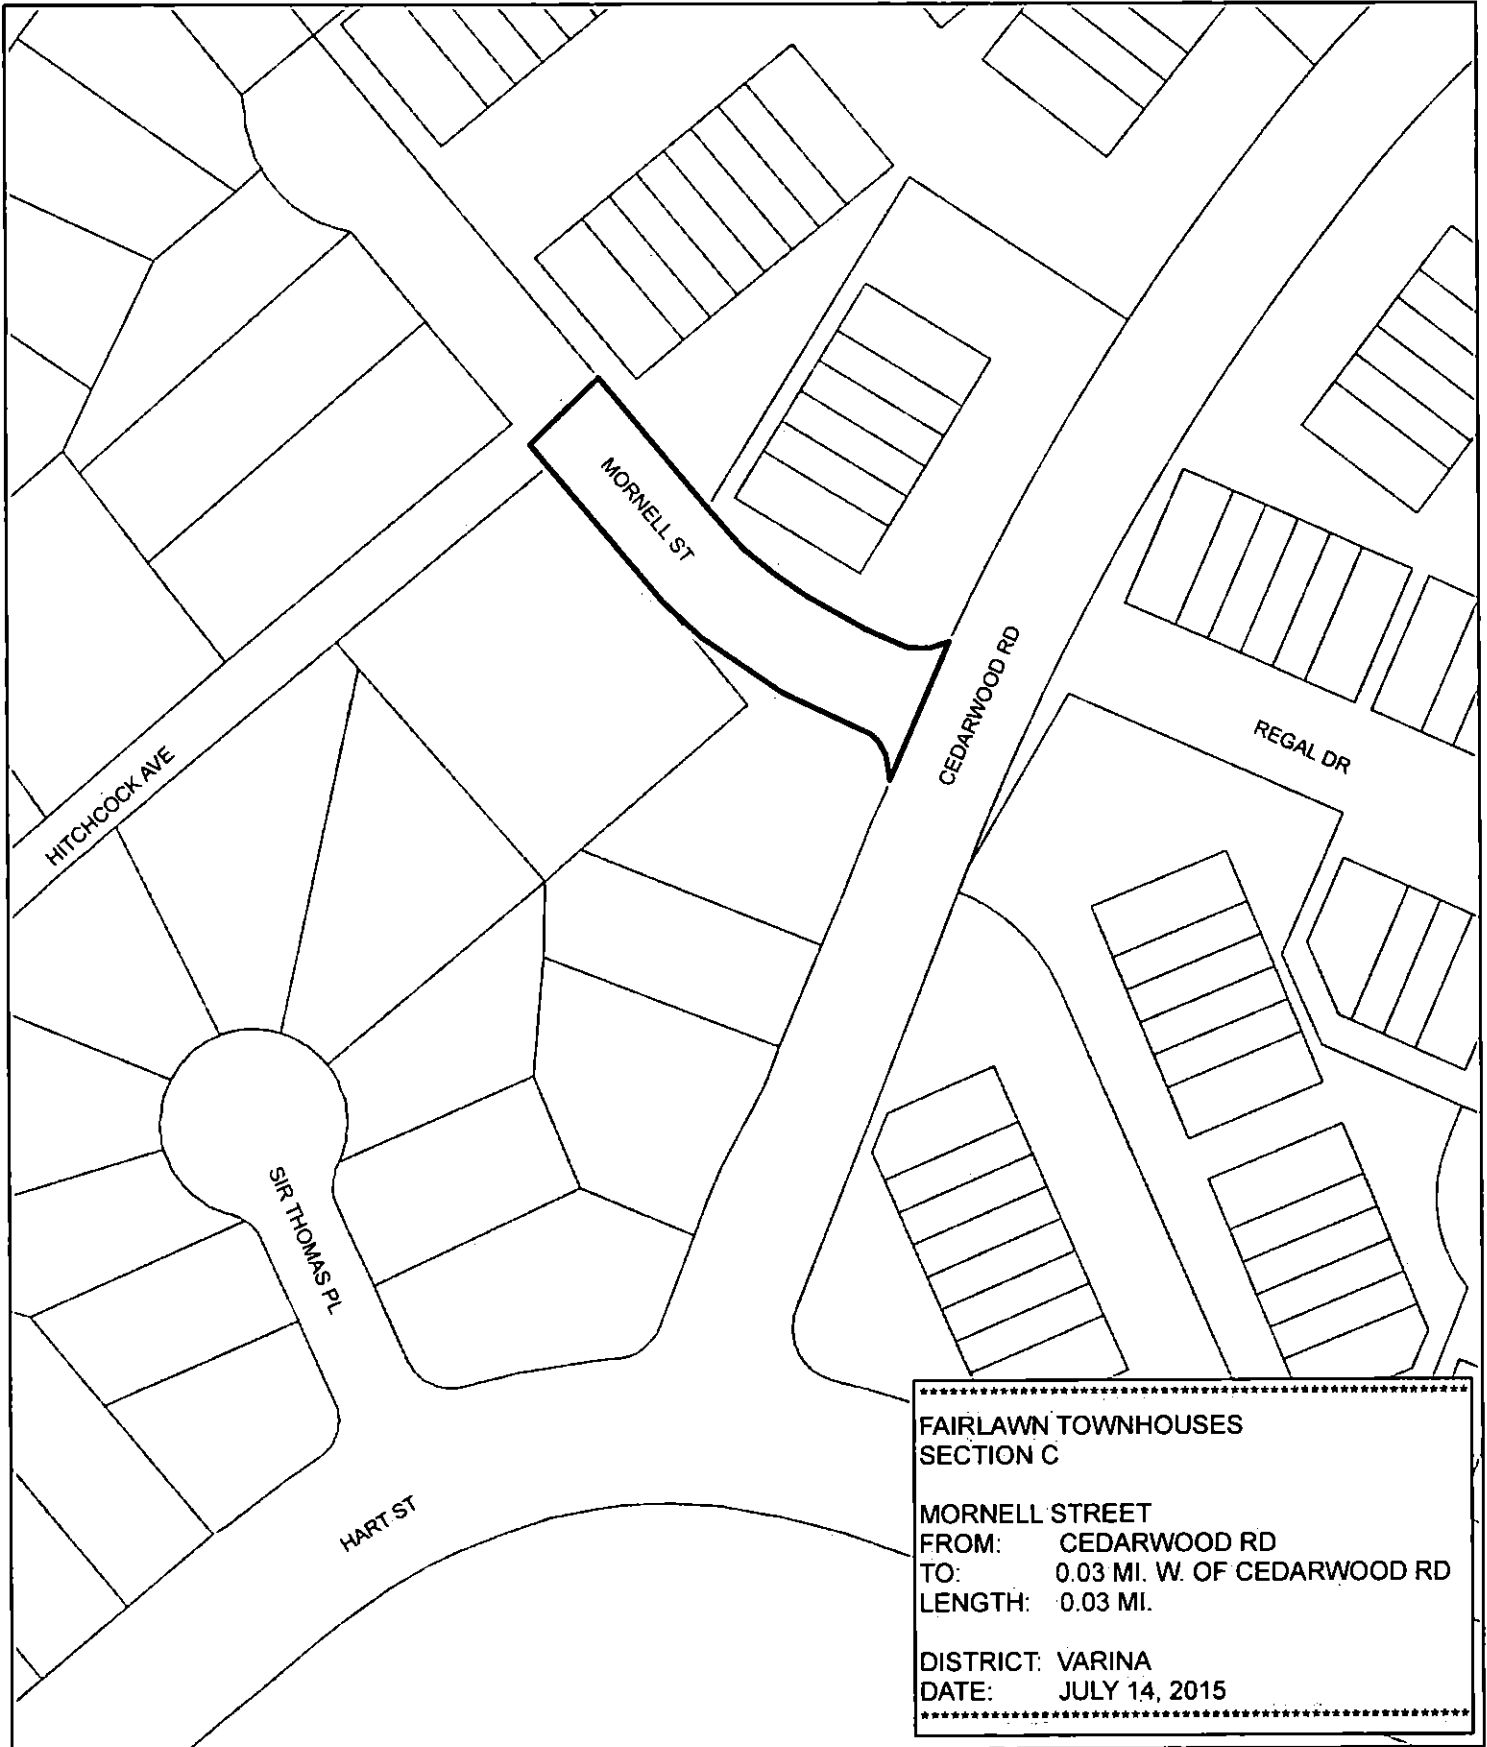 MORNELL ST
CEDARWOOD RD
REGAL DR
HITCHCOCK AVE
SIR THOMAS PL
HART ST
****************************************************************
FAIRLAWN TOWNHOUSES
SECTION C
MORNELL STREET
FROM: CEDARWOOD RD
TO: 0.03 MI. W. OF CEDARWOOD RD
LENGTH: 0.03 MI.
DISTRICT: VARINA
DATE: JULY 14, 2015
****************************************************************